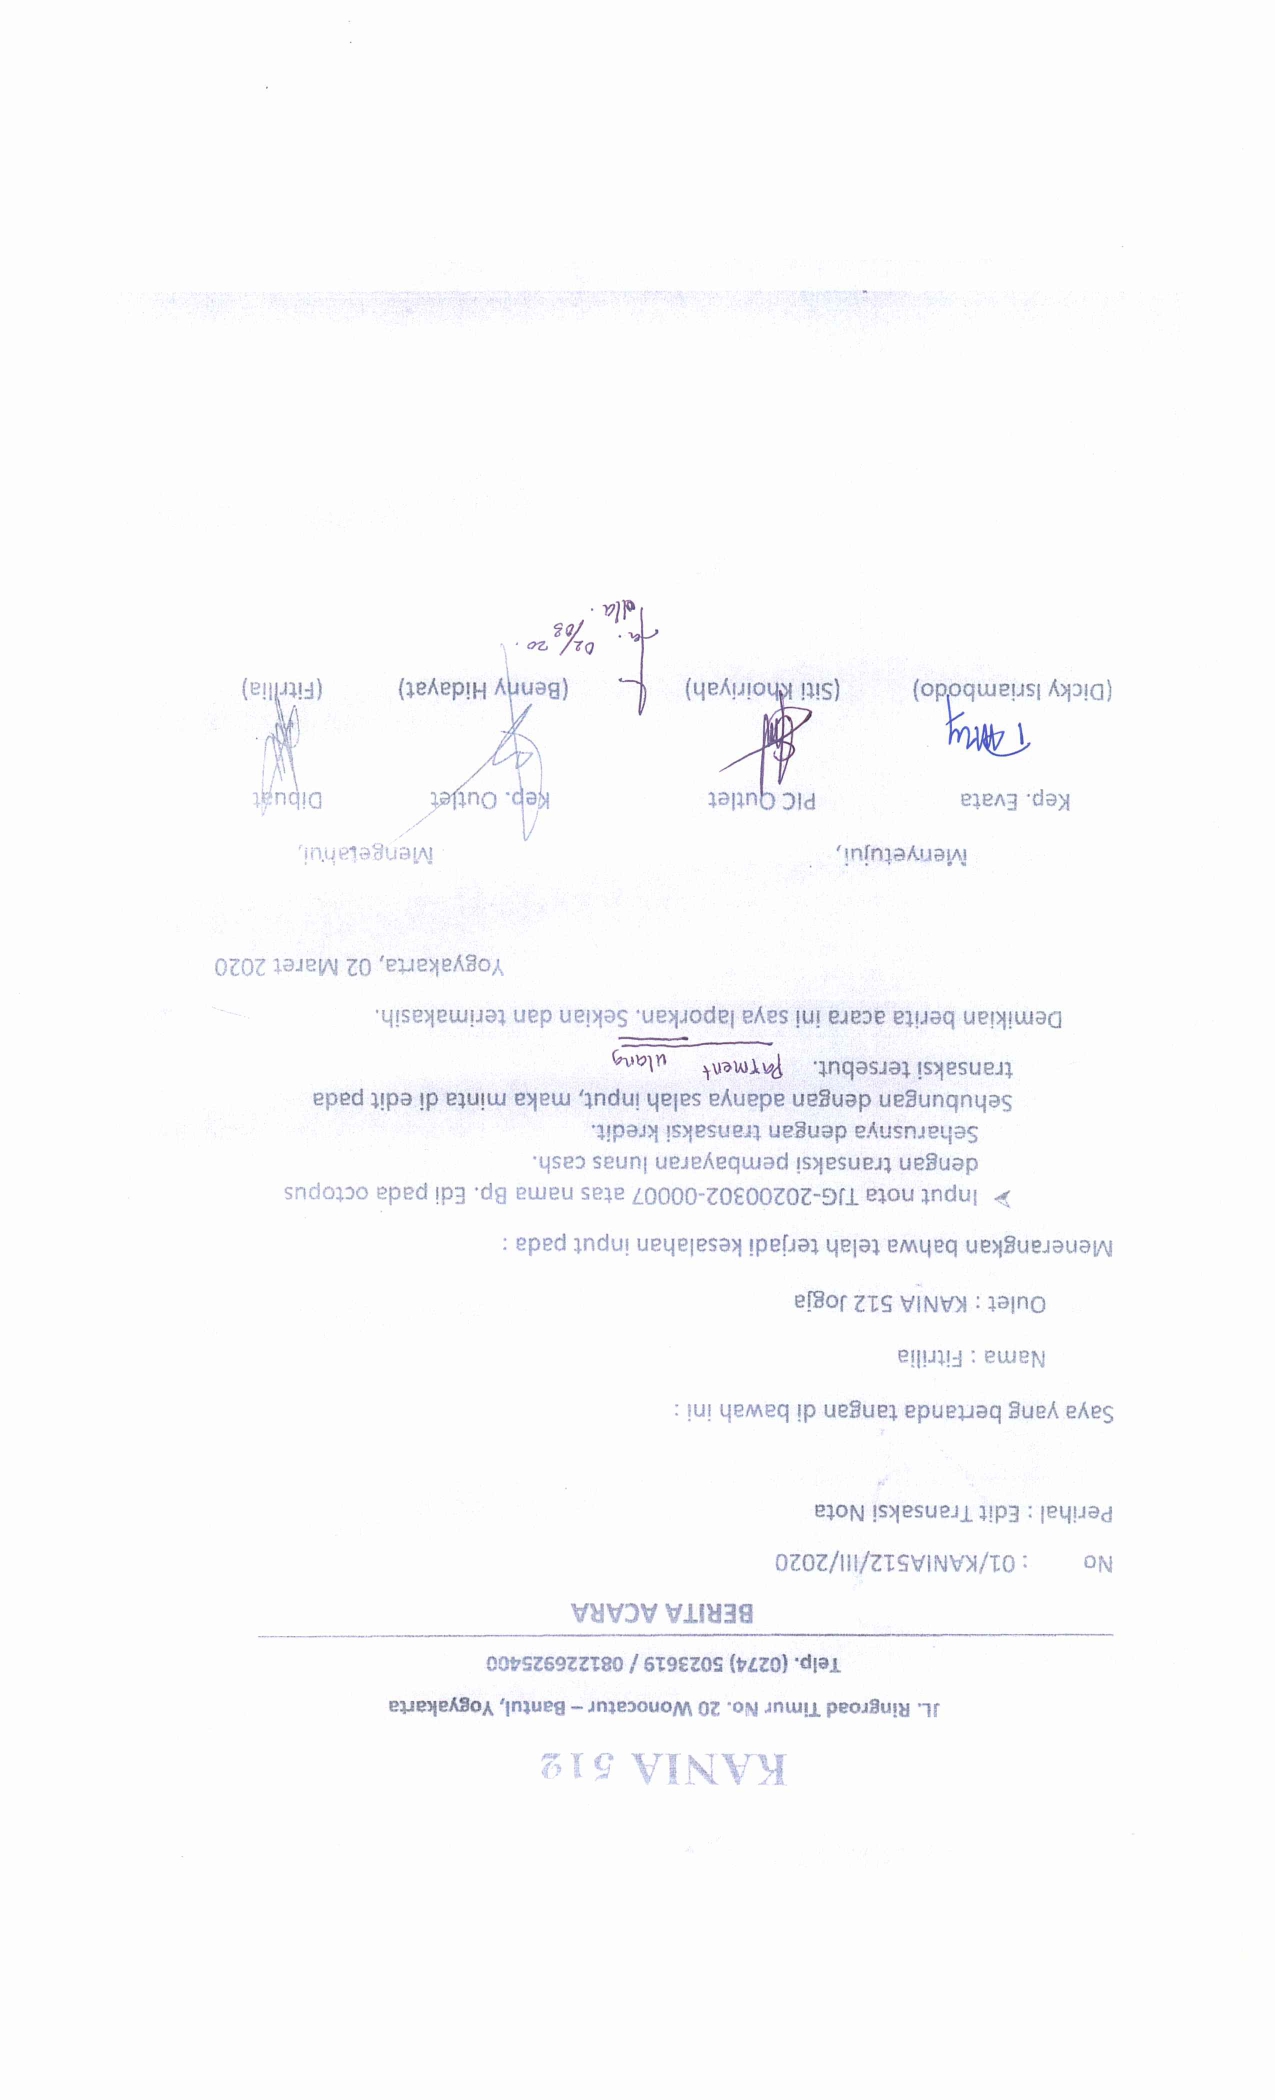 KANIA 512
JL. Ringroad Timur No. 20 Wonocatur – Bantul, Yogyakarta
Telp. (0274) 5023619 / 081226925400
BERITA ACARA
No : 01/KANIA512/III/2020
Perihal : Edit Transaksi Nota
Saya yang bertanda tangan di bawah ini :
Nama : Fitrilia
Oulet : KANIA 512 Jogja
Menerangkan bahwa telah terjadi kesalahan input pada :
➢ Input nota TJG-20200302-00007 atas nama Bp. Edi pada octopus
dengan transaksi pembayaran lunas cash.
Seharusnya dengan transaksi kredit.
Sehubungan dengan adanya salah input, maka minta di edit pada
transaksi tersebut. Payment ulang
Demikian berita acara ini saya laporkan. Sekian dan terimakasih.
Yogyakarta, 02 Maret 2020
Menyetujui, Mengetahui,
Kep. Evata PIC Outlet Kep. Outlet Dibuat
(Dicky Isriambodo) (Siti Khoiriyah) (Benny Hidayat) (Fitrilia)
02/03 20.